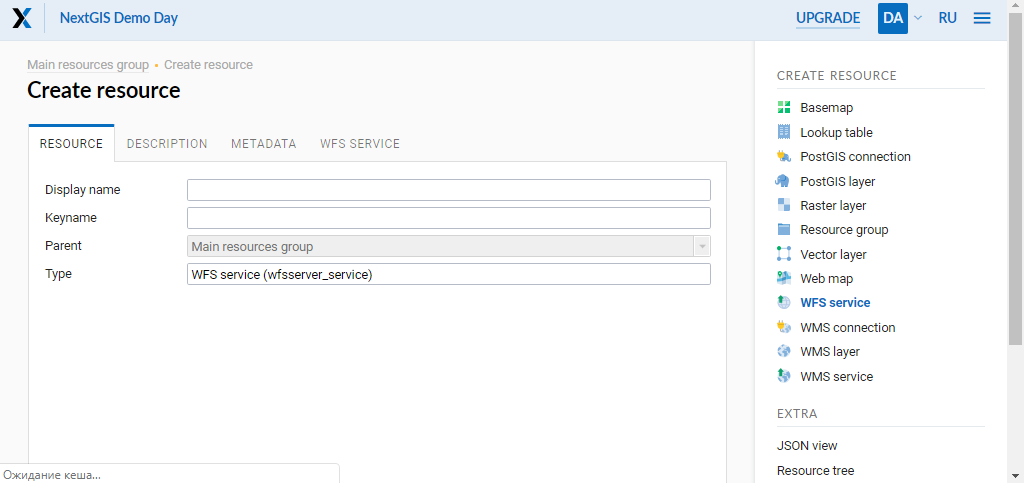 NextGIS Demo Day
UPGRADE DA RU
Main resources group • Create resource
Create resource
RESOURCE DESCRIPTION METADATA WFS SERVICE
Display name
Keyname
Parent Main resources group
Type WFS service (wfsserver_service)
CREATE RESOURCE
Basemap
Lookup table
PostGIS connection
PostGIS layer
Raster layer
Resource group
Vector layer
Web map
WFS service
WMS connection
WMS layer
WMS service
EXTRA
JSON view
Resource tree
Ожидание кеша...